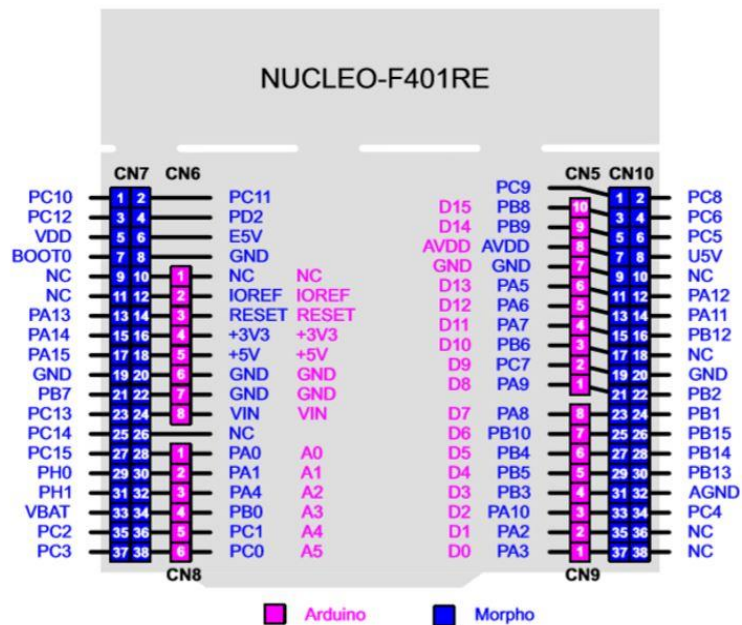 NUCLEO-F401RE
CN7 CN6 CN5 CN10
PC9
PC10 1 2 PC11 D15 PB8 10 1 2 PC8
PC12 3 4 PD2 D14 PB9 9 3 4 PC6
VDD 5 6 E5V AVDD AVDD 8 5 6 PC5
BOOT0 7 8 GND GND GND 7 7 8 U5V
NC 9 10 1 NC NC D13 PA5 6 9 10 NC
NC 11 12 2 IOREF IOREF D12 PA6 5 11 12 PA12
PA13 13 14 3 RESET RESET D11 PA7 4 13 14 PA11
PA14 15 16 4 +3V3 +3V3 D10 PB6 3 15 16 PB12
PA15 17 18 5 +5V +5V D9 PC7 2 17 18 NC
GND 19 20 6 GND GND D8 PA9 1 19 20 GND
PB7 21 22 7 GND GND 21 22 PB2
PC13 23 24 8 VIN VIN D7 PA8 8 23 24 PB1
PC14 25 26 NC D6 PB10 7 25 26 PB15
PC15 27 28 1 PA0 A0 D5 PB4 6 27 28 PB14
PH0 29 30 2 PA1 A1 D4 PB5 5 29 30 PB13
PH1 31 32 3 PA4 A2 D3 PB3 4 31 32 AGND
VBAT 33 34 4 PB0 A3 D2 PA10 3 33 34 PC4
PC2 35 36 5 PC1 A4 D1 PA2 2 35 36 NC
PC3 37 38 6 PC0 A5 D0 PA3 1 37 38 NC
CN8 CN9
Arduino Morpho